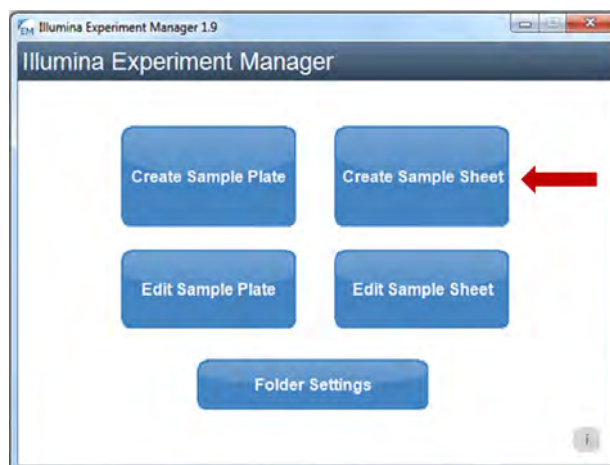 EM Illumina Experiment Manager 1.9
Illumina Experiment Manager
Create Sample Plate Create Sample Sheet
Edit Sample Plate Edit Sample Sheet
Folder Settings
i